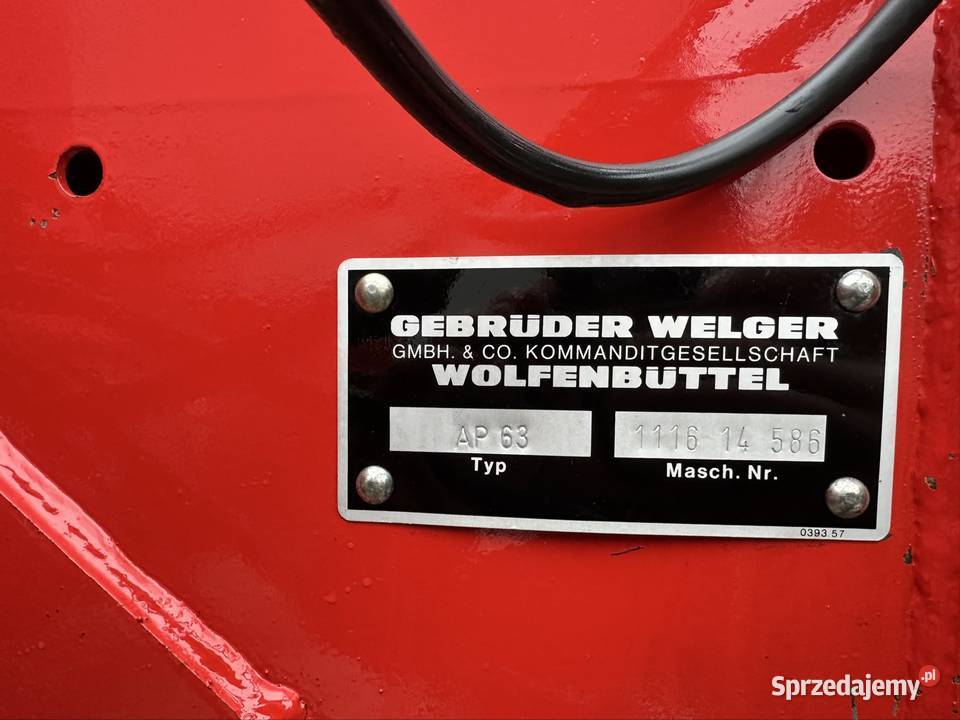 GEBRÜDER WELGER
GMBH. & CO. KOMMANDITGESELLSCHAFT
WOLFENBÜTTEL
AP 63
Typ
1116 14 586
Masch. Nr.
0393.57
Sprzedajemy.pl